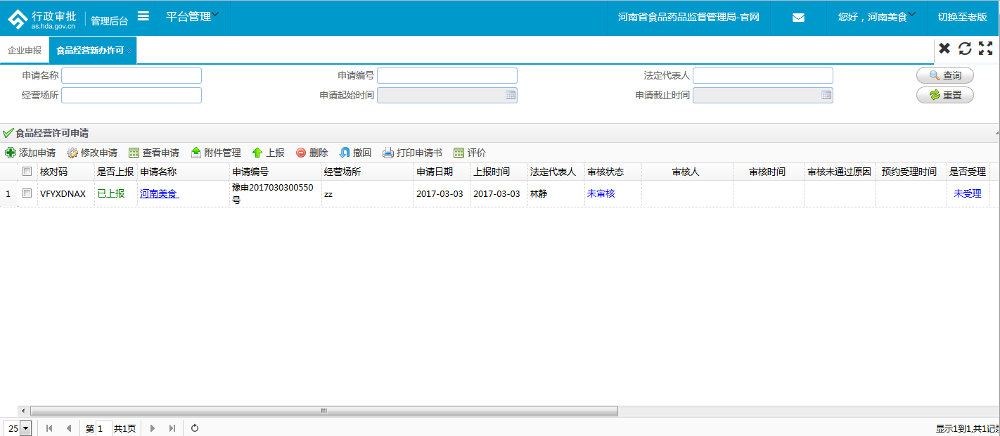 行政审批
as.hda.gov.cn
管理后台
平台管理
河南省食品药品监督管理局-官网
您好，河南美食
切换至老版
企业申报
食品经营新办许可
申请名称
申请编号
法定代表人
查询
经营场所
申请起始时间
申请截止时间
重置
食品经营许可申请
添加申请 修改申请 查看申请 附件管理 上报 删除 撤回 打印申请书 评价
核对码 是否上报 申请名称 申请编号 经营场所 申请日期 上报时间 法定代表人 审核状态 审核人 审核时间 审核未通过原因 预约受理时间 是否受理
1 VFYXDNAX 已上报 河南美食 豫申2017030300550号 zz 2017-03-03 2017-03-03 林静 未审核 未受理
25 第 1 共1页
显示1到1,共1记